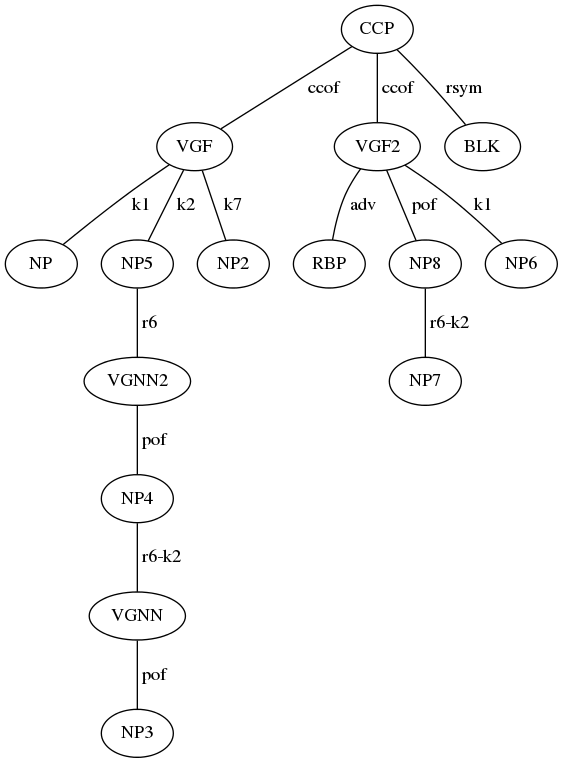 CCP
ccof ccof rsym
VGF VGF2 BLK
k1 k2 k7 adv pof k1
NP NP5 NP2 RBP NP8 NP6
r6 r6-k2
VGNN2 NP7
pof
NP4
r6-k2
VGNN
pof
NP3